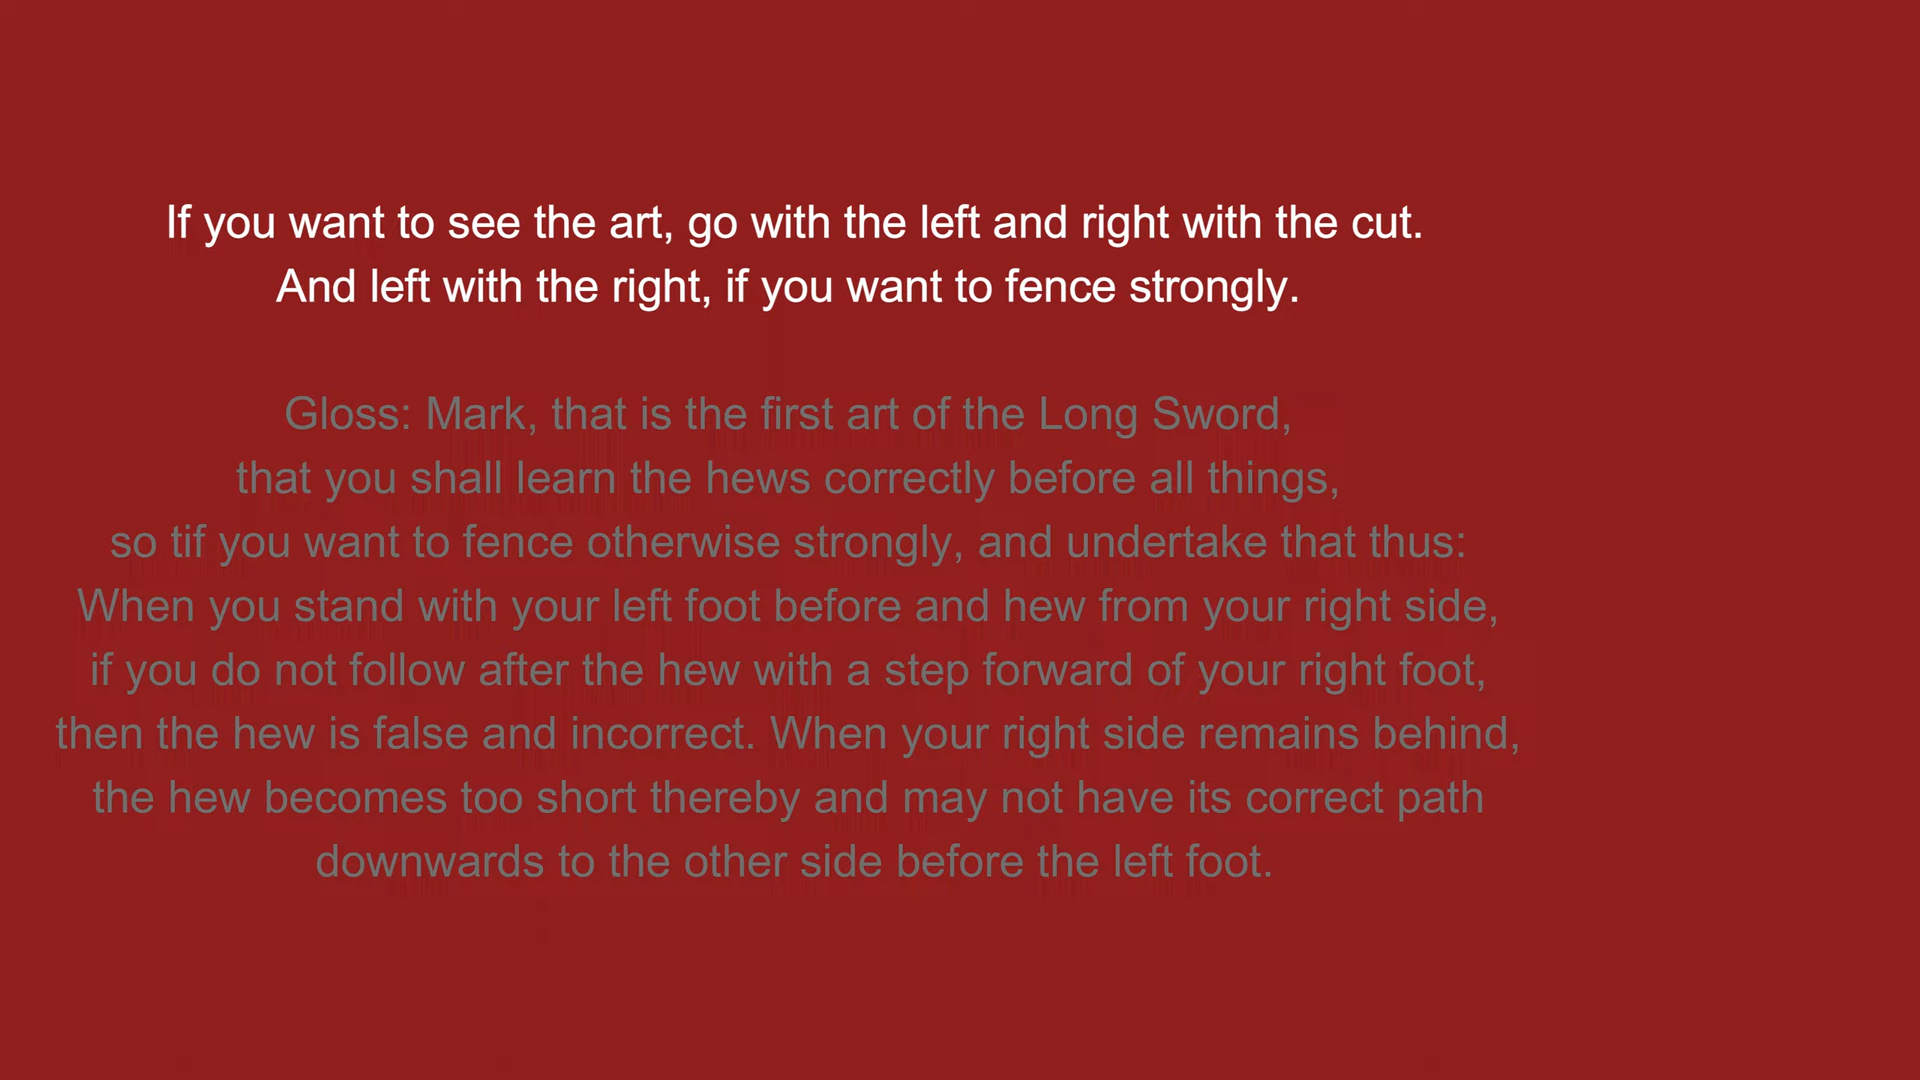 If you want to see the art, go with the left and right with the cut.
And left with the right, if you want to fence strongly.
Gloss: Mark, that is the first art of the Long Sword,
that you shall learn the hews correctly before all things,
so tif you want to fence otherwise strongly, and undertake that thus:
When you stand with your left foot before and hew from your right side,
if you do not follow after the hew with a step forward of your right foot,
then the hew is false and incorrect. When your right side remains behind,
the hew becomes too short thereby and may not have its correct path
downwards to the other side before the left foot.